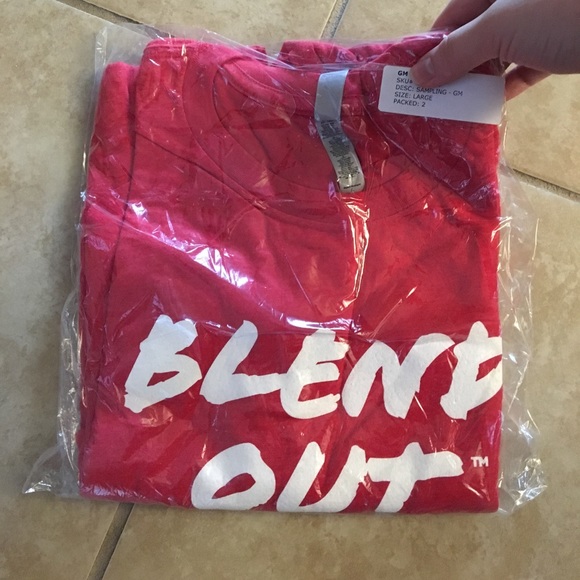 GM
SKU#
DESC: SAMPLING - GM
SIZE: LARGE
PACKED: 2
BLEND
OUT™